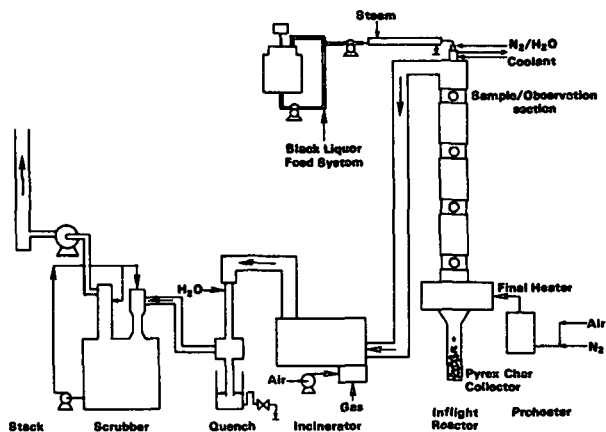 Steam
N₂/H₂O
Coolant
Sample/Observation
section
Black Liquor
Feed System
H₂O
Final Heater
Air
N₂
Air
Gas
Pyrex Char
Collector
Stack
Scrubber
Quench
Incinerator
Inflight
Reactor
Preheater